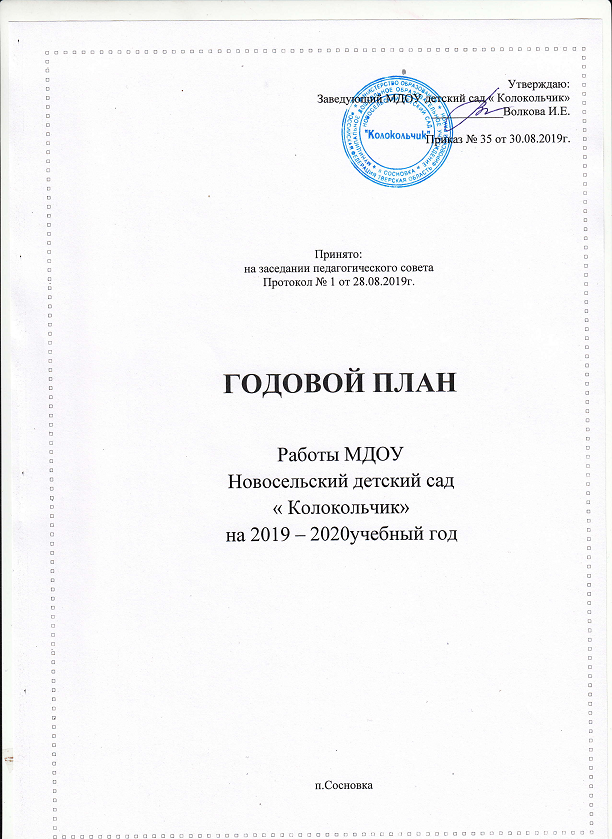 Утверждаю:
Заведующий МДОУ детский сад « Колокольчик»
Волкова И.Е.
Приказ № 35 от 30.08.2019г.
"Колокольчик"
Принято:
на заседании педагогического совета
Протокол № 1 от 28.08.2019г.
ГОДОВОЙ ПЛАН
Работы МДОУ
Новосельский детский сад
« Колокольчик»
на 2019 – 2020учебный год
п.Сосновка